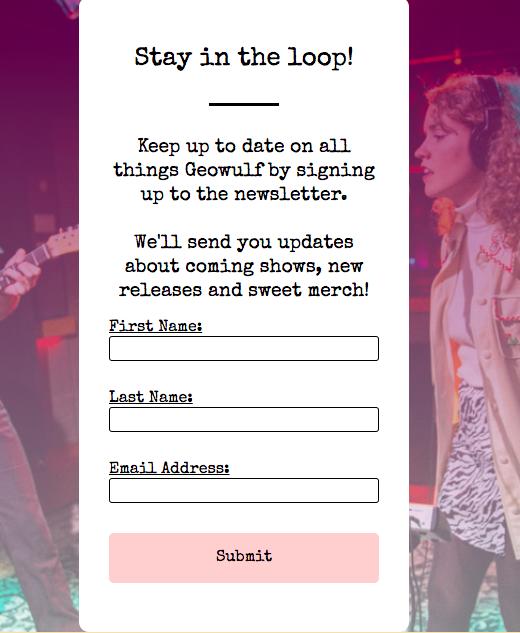 Stay in the loop!
Keep up to date on all
things Geowulf by signing
up to the newsletter.
We'll send you updates
about coming shows, new
releases and sweet merch!
First Name:
Last Name:
Email Address:
Submit